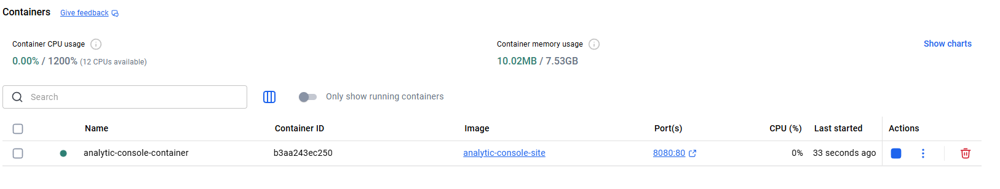 Containers Give feedback
Container CPU usage Container memory usage Show charts
0.00% / 1200% (12 CPUs available) 10.02MB / 7.53GB
Search Only show running containers
Name Container ID Image Port(s) CPU (%) Last started Actions
analytic-console-container b3aa243ec250 analytic-console-site 8080:80 0% 33 seconds ago